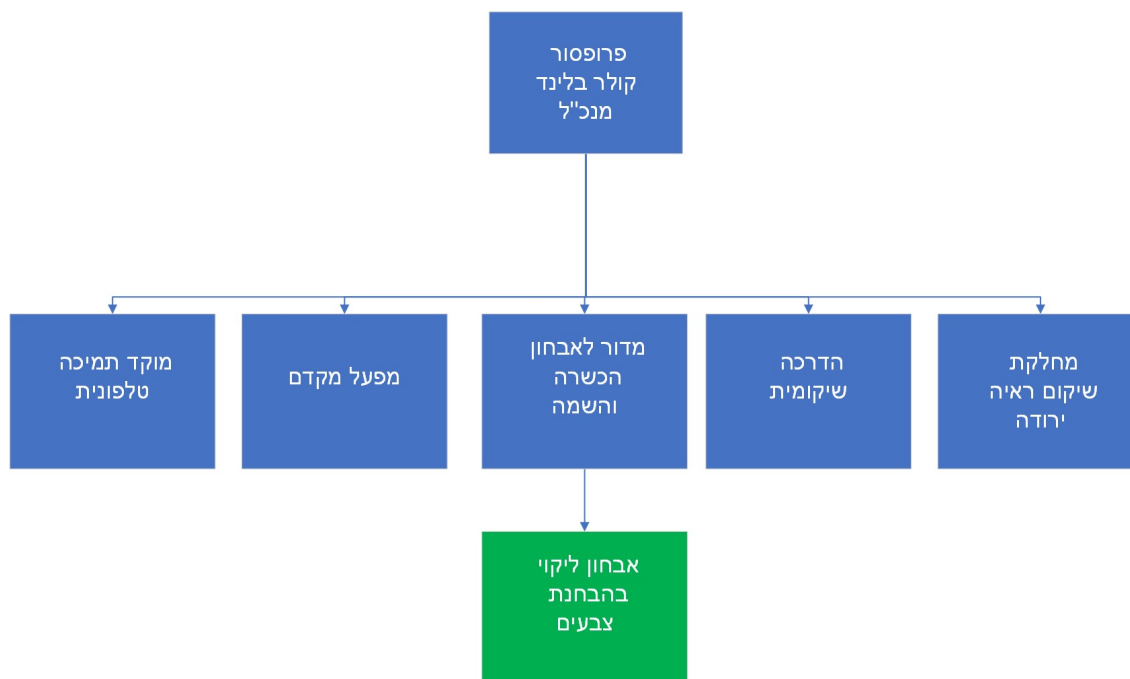 פרופסור
קולר בלינד
מנכ"ל
מחלקת
שיקום ראיה
ירודה
הדרכה
שיקומית
מדור לאבחון
הכשרה
והשמה
מפעל מקדם
מוקד תמיכה
טלפונית
אבחון ליקוי
בהבחנת
צבעים